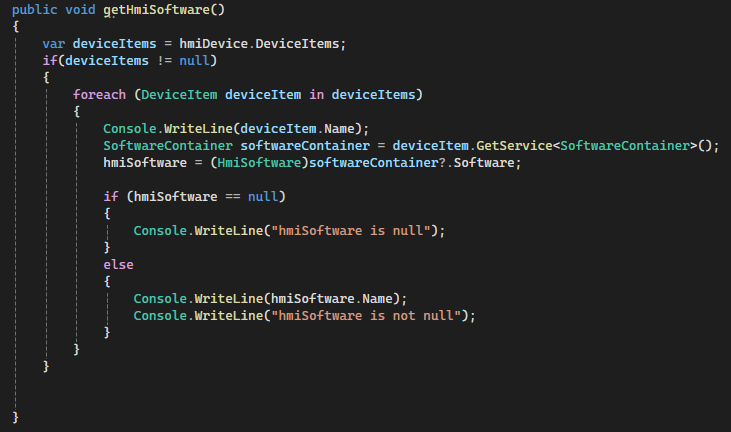 public void getHmiSoftware()
{
    var deviceItems = hmiDevice.DeviceItems;
    if(deviceItems != null)
    {
        foreach (DeviceItem deviceItem in deviceItems)
        {
            Console.WriteLine(deviceItem.Name);
            SoftwareContainer softwareContainer = deviceItem.GetService<SoftwareContainer>();
            hmiSoftware = (HmiSoftware)softwareContainer?.Software;

            if (hmiSoftware == null)
            {
                Console.WriteLine("hmiSoftware is null");
            }
            else
            {
                Console.WriteLine(hmiSoftware.Name);
                Console.WriteLine("hmiSoftware is not null");
            }
        }
    }


}